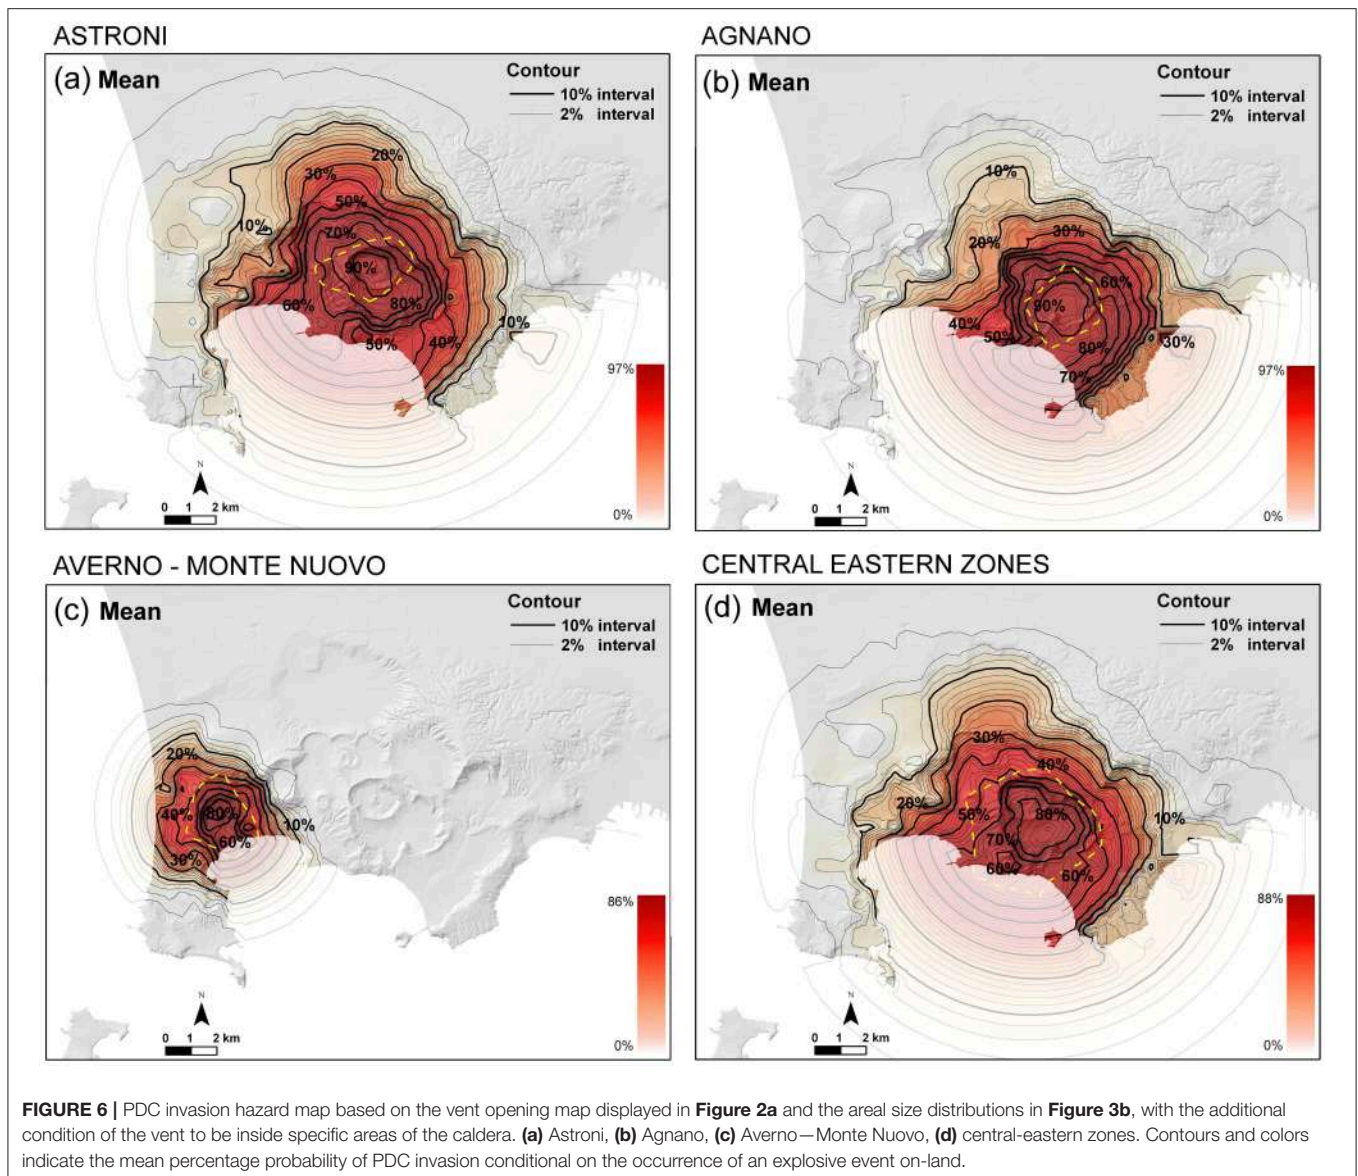 ASTRONI
(a) Mean
Contour
10% interval
2% interval
20%
30%
50%
70%
10%
90%
60%
80%
10%
50%
40%
97%
0%
N
0 1 2 km
AGNANO
(b) Mean
Contour
10% interval
2% interval
10%
30%
20%
60%
90%
40%
50%
30%
80%
70%
97%
0%
N
0 1 2 km
AVERNO - MONTE NUOVO
(c) Mean
Contour
10% interval
2% interval
20%
40%
80%
10%
60%
30%
86%
0%
N
0 1 2 km
CENTRAL EASTERN ZONES
(d) Mean
Contour
10% interval
2% interval
30%
40%
20%
50%
80%
10%
70%
60%
60%
88%
0%
N
0 1 2 km
FIGURE 6 | PDC invasion hazard map based on the vent opening map displayed in Figure 2a and the areal size distributions in Figure 3b, with the additional
condition of the vent to be inside specific areas of the caldera. (a) Astroni, (b) Agnano, (c) Averno—Monte Nuovo, (d) central-eastern zones. Contours and colors
indicate the mean percentage probability of PDC invasion conditional on the occurrence of an explosive event on-land.